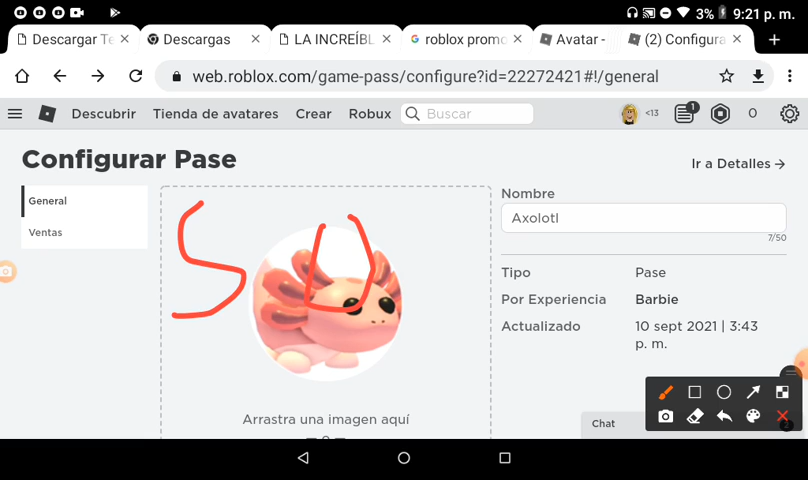 3% 9:21 p. m.
Descargar Te
Descargas
LA INCREÍBL
roblox promo
Avatar -
(2) Configura
web.roblox.com/game-pass/configure?id=22272421#!/general
Descubrir Tienda de avatares Crear Robux Buscar <13 1 0
Configurar Pase
Ir a Detalles
General
Ventas
SU
Nombre
Axolotl
7/50
Tipo Pase
Por Experiencia Barbie
Actualizado 10 sept 2021 | 3:43
p. m.
Arrastra una imagen aquí
Chat